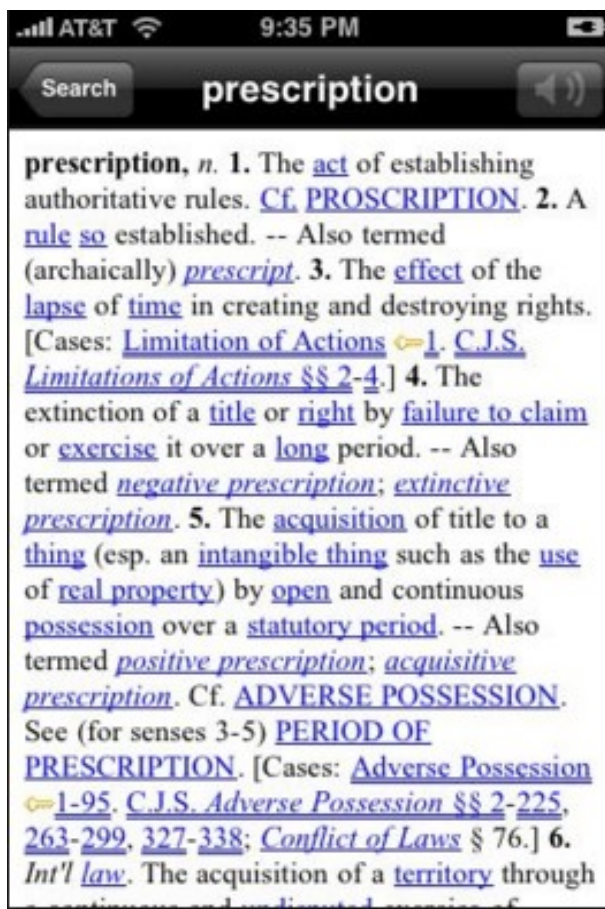 AT&T 9:35 PM
Search prescription
prescription, n. 1. The act of establishing
authoritative rules. Cf. PROSCRIPTION. 2. A
rule so established. -- Also termed
(archaically) prescript. 3. The effect of the
lapse of time in creating and destroying rights.
[Cases: Limitation of Actions 1. C.J.S.
Limitations of Actions §§ 2-4.] 4. The
extinction of a title or right by failure to claim
or exercise it over a long period. -- Also
termed negative prescription; extinctive
prescription. 5. The acquisition of title to a
thing (esp. an intangible thing such as the use
of real property) by open and continuous
possession over a statutory period. -- Also
termed positive prescription; acquisitive
prescription. Cf. ADVERSE POSSESSION.
See (for senses 3-5) PERIOD OF
PRESCRIPTION. [Cases: Adverse Possession
1-95. C.J.S. Adverse Possession §§ 2-225,
263-299, 327-338; Conflict of Laws § 76.] 6.
Int'l law. The acquisition of a territory through
a continuous and undisputed exercise of